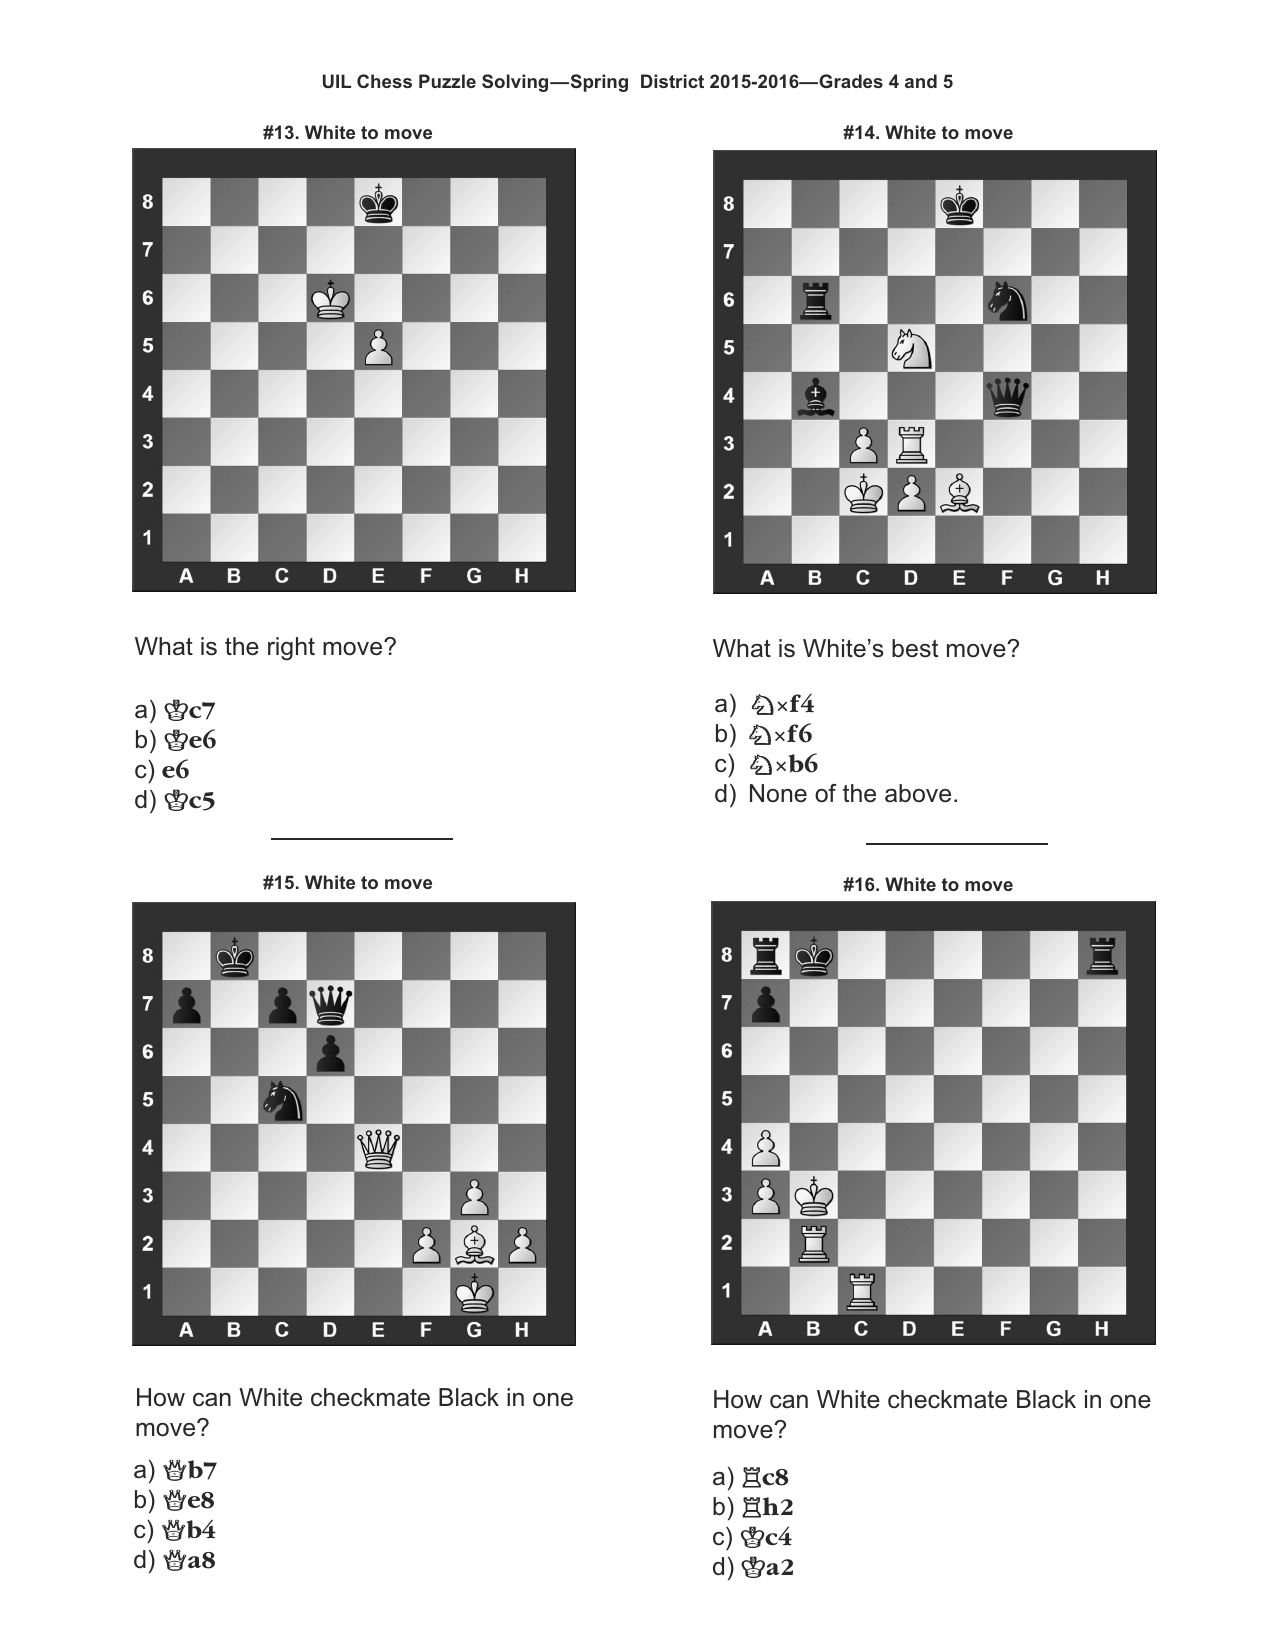 UIL Chess Puzzle Solving—Spring District 2015-2016—Grades 4 and 5
#13. White to move
8
7
6
5
4
3
2
1
A B C D E F G H
What is the right move?
a) ♔c7
b) ♔e6
c) e6
d) ♔c5
#14. White to move
8
7
6
5
4
3
2
1
A B C D E F G H
What is White’s best move?
a) ♘×f4
b) ♘×f6
c) ♘×b6
d) None of the above.
#15. White to move
8
7
6
5
4
3
2
1
A B C D E F G H
How can White checkmate Black in one
move?
a) ♕b7
b) ♕e8
c) ♕b4
d) ♕a8
#16. White to move
8
7
6
5
4
3
2
1
A B C D E F G H
How can White checkmate Black in one
move?
a) ♖c8
b) ♖h2
c) ♔c4
d) ♔a2